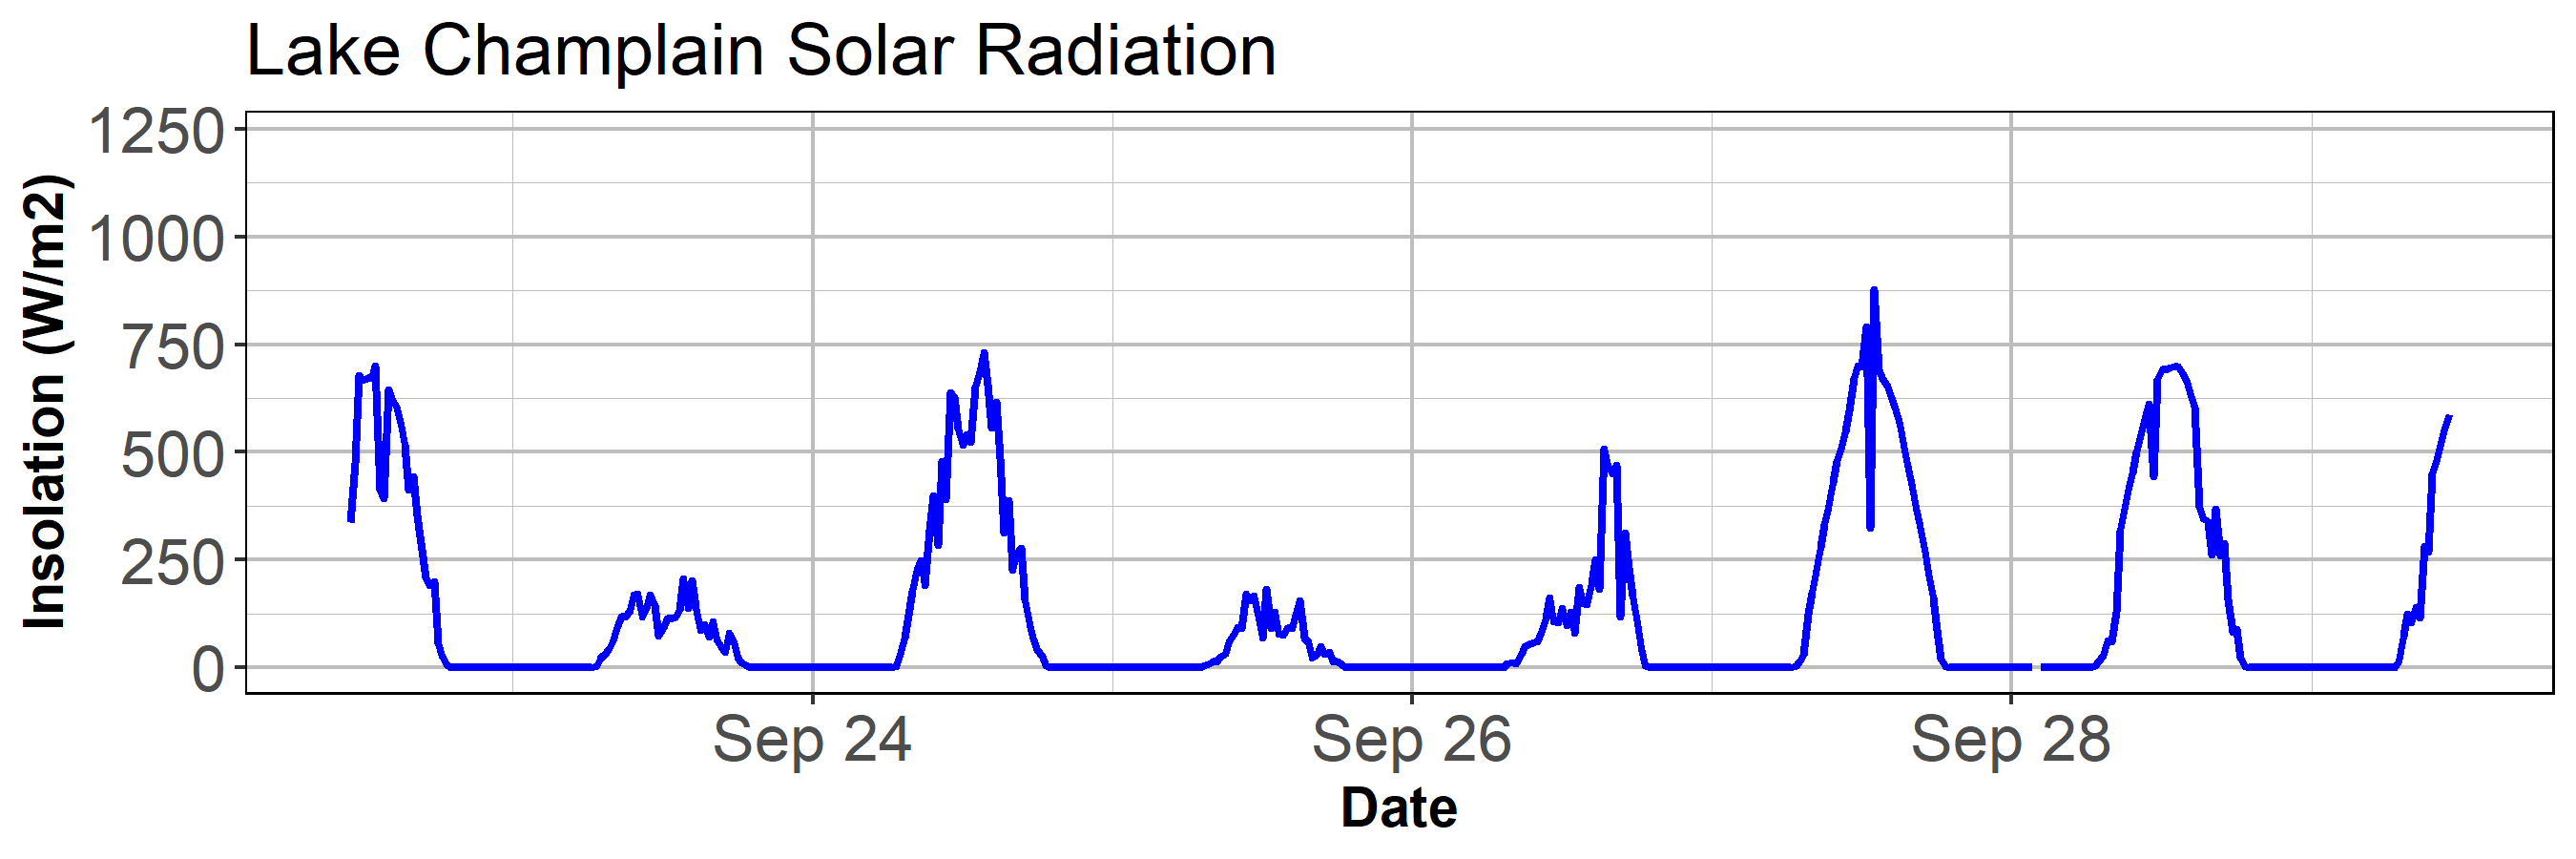 Lake Champlain Solar Radiation
Insolation (W/m2)
1250
1000
750
500
250
0
Sep 24 Sep 26 Sep 28
Date